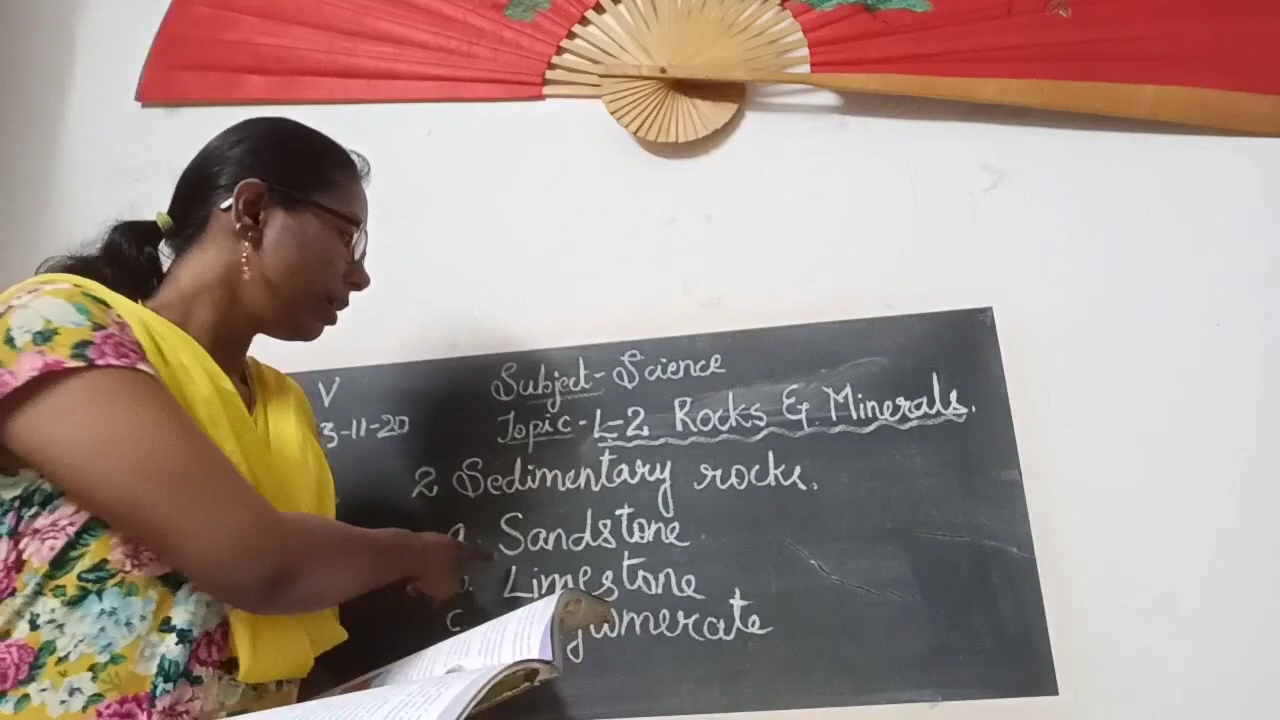 V
3-11-20
Subject- Science
Topic- L-2 Rocks & Minerals.
2 Sedimentary rocks.
a. Sandstone
b. Limestone
c.